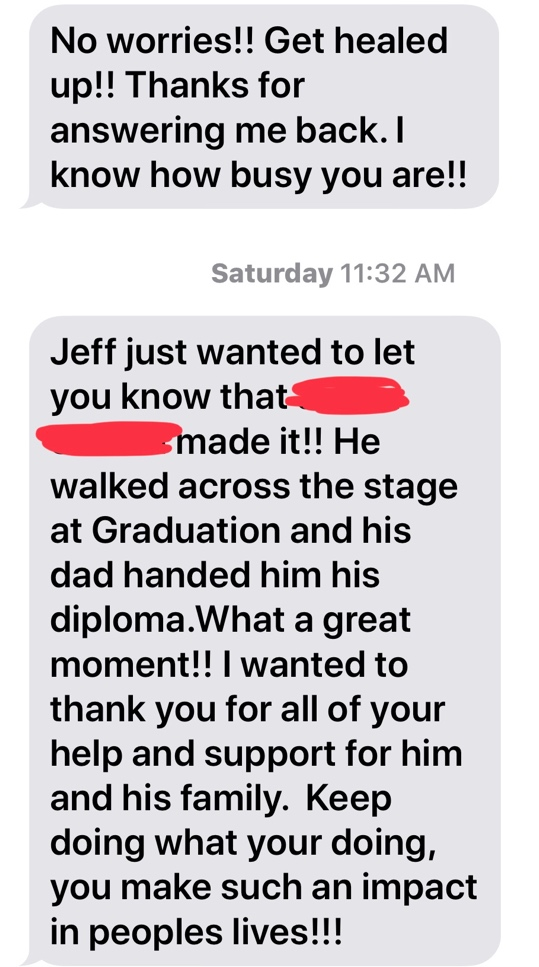 No worries!! Get healed
up!! Thanks for
answering me back. I
know how busy you are!!
Saturday 11:32 AM
Jeff just wanted to let
you know that
made it!! He
walked across the stage
at Graduation and his
dad handed him his
diploma.What a great
moment!! I wanted to
thank you for all of your
help and support for him
and his family.  Keep
doing what your doing,
you make such an impact
in peoples lives!!!